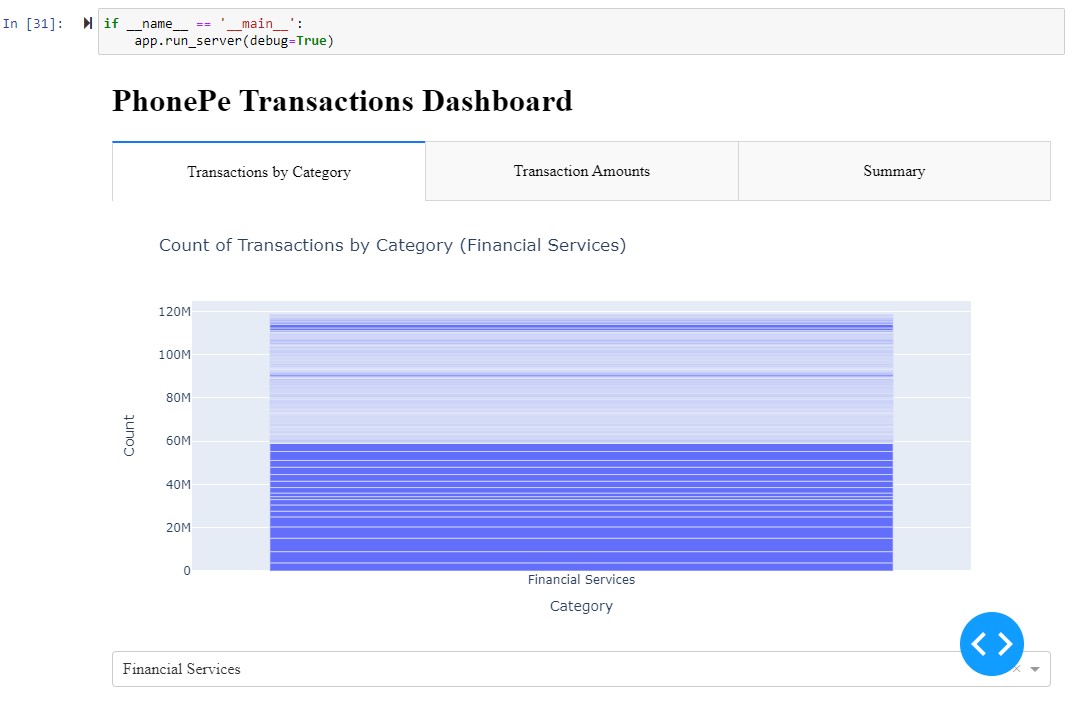 In [31]:
if __name__ == '__main__':
    app.run_server(debug=True)
PhonePe Transactions Dashboard
Transactions by Category
Transaction Amounts
Summary
Count of Transactions by Category (Financial Services)
120M
100M
80M
60M
40M
20M
0
Count
Financial Services
Category
Financial Services